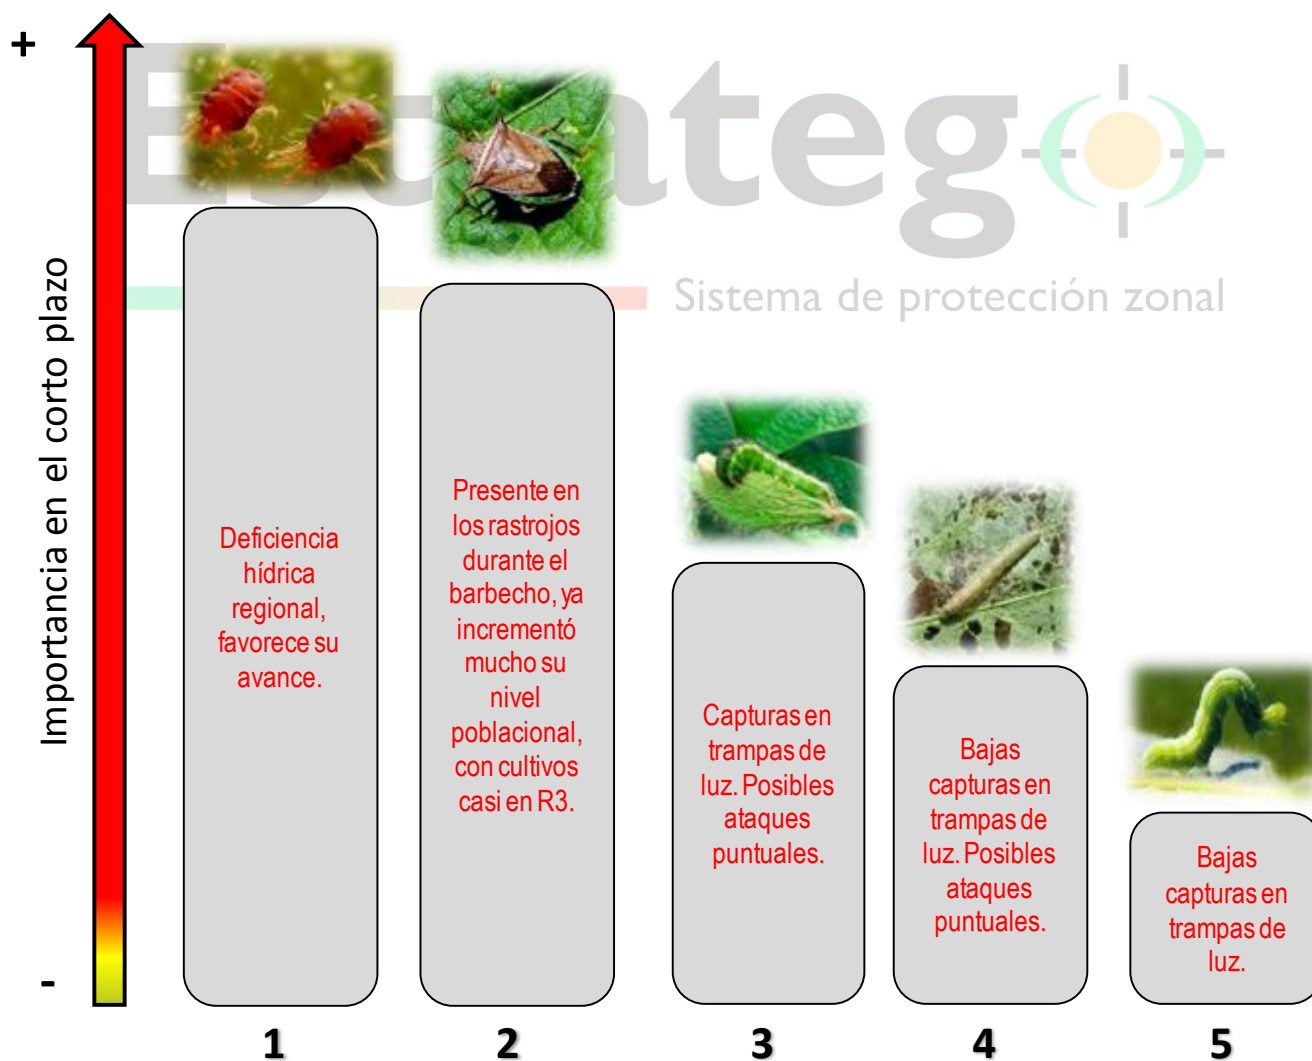 +
Importancia en el corto plazo
-
Sistema de protección zonal
Deficiencia
hídrica
regional,
favorece su
avance.
Presente en
los rastrojos
durante el
barbecho, ya
incrementó
mucho su
nivel
poblacional,
con cultivos
casi en R3.
Capturas en
trampas de
luz. Posibles
ataques
puntuales.
Bajas
capturas en
trampas de
luz. Posibles
ataques
puntuales.
Bajas
capturas en
trampas de
luz.
1
2
3
4
5